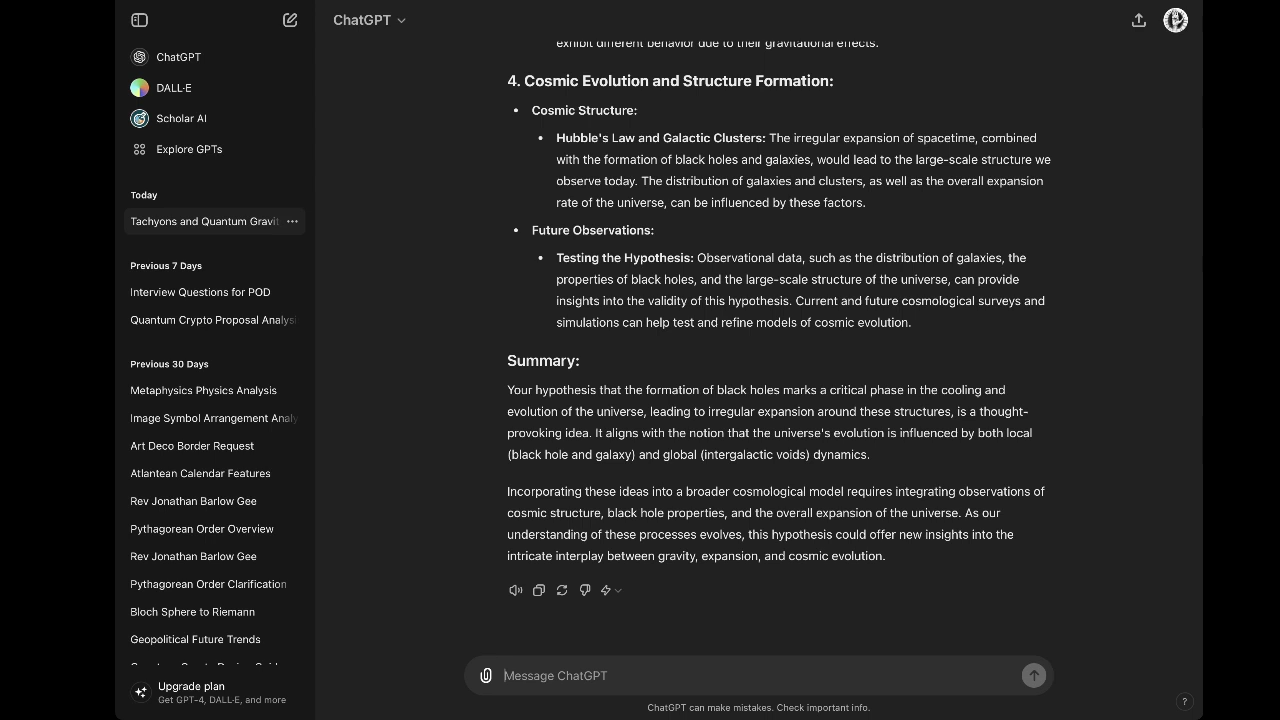 ChatGPT
DALL·E
Scholar AI
Explore GPTs
Today
Tachyons and Quantum Gravit
Previous 7 Days
Interview Questions for POD
Quantum Crypto Proposal Analysi
Previous 30 Days
Metaphysics Physics Analysis
Image Symbol Arrangement Analy
Art Deco Border Request
Atlantean Calendar Features
Rev Jonathan Barlow Gee
Pythagorean Order Overview
Rev Jonathan Barlow Gee
Pythagorean Order Clarification
Bloch Sphere to Riemann
Geopolitical Future Trends
Upgrade plan
Get GPT-4, DALL·E, and more
ChatGPT
exhibit different behavior due to their gravitational effects.
4. Cosmic Evolution and Structure Formation:
• Cosmic Structure:
• Hubble's Law and Galactic Clusters: The irregular expansion of spacetime, combined
with the formation of black holes and galaxies, would lead to the large-scale structure we
observe today. The distribution of galaxies and clusters, as well as the overall expansion
rate of the universe, can be influenced by these factors.
• Future Observations:
• Testing the Hypothesis: Observational data, such as the distribution of galaxies, the
properties of black holes, and the large-scale structure of the universe, can provide
insights into the validity of this hypothesis. Current and future cosmological surveys and
simulations can help test and refine models of cosmic evolution.
Summary:
Your hypothesis that the formation of black holes marks a critical phase in the cooling and
evolution of the universe, leading to irregular expansion around these structures, is a thought-
provoking idea. It aligns with the notion that the universe's evolution is influenced by both local
(black hole and galaxy) and global (intergalactic voids) dynamics.
Incorporating these ideas into a broader cosmological model requires integrating observations of
cosmic structure, black hole properties, and the overall expansion of the universe. As our
understanding of these processes evolves, this hypothesis could offer new insights into the
intricate interplay between gravity, expansion, and cosmic evolution.
Message ChatGPT
ChatGPT can make mistakes. Check important info.
?